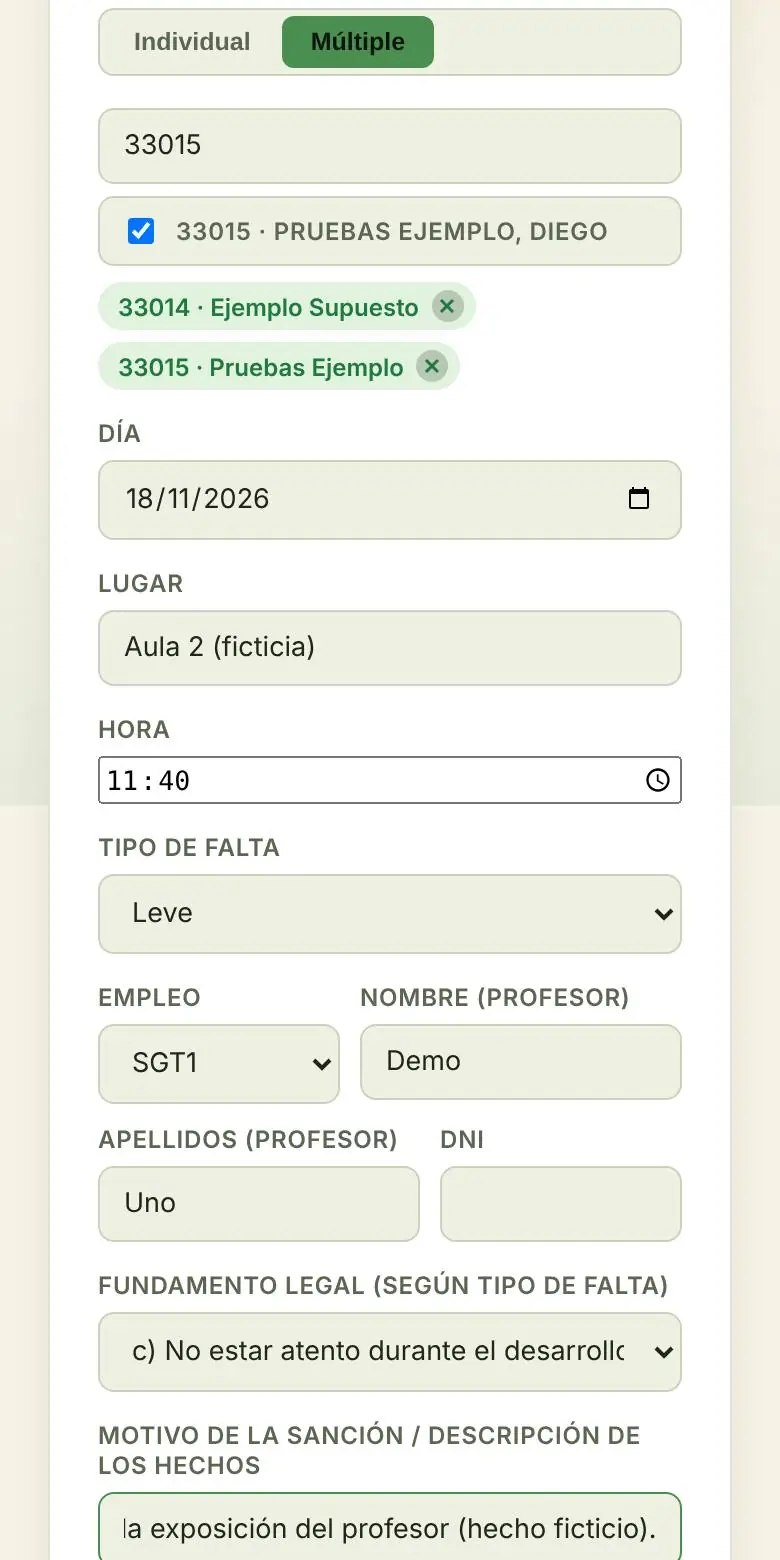 Individual Múltiple
33015
33015 · PRUEBAS EJEMPLO, DIEGO
33014 · Ejemplo Supuesto ✕
33015 · Pruebas Ejemplo ✕
DÍA
18/11/2026
LUGAR
Aula 2 (ficticia)
HORA
11:40
TIPO DE FALTA
Leve
EMPLEO NOMBRE (PROFESOR)
SGT1 Demo
APELLIDOS (PROFESOR) DNI
Uno
FUNDAMENTO LEGAL (SEGÚN TIPO DE FALTA)
c) No estar atento durante el desarrollo
MOTIVO DE LA SANCIÓN / DESCRIPCIÓN DE
LOS HECHOS
la exposición del profesor (hecho ficticio).